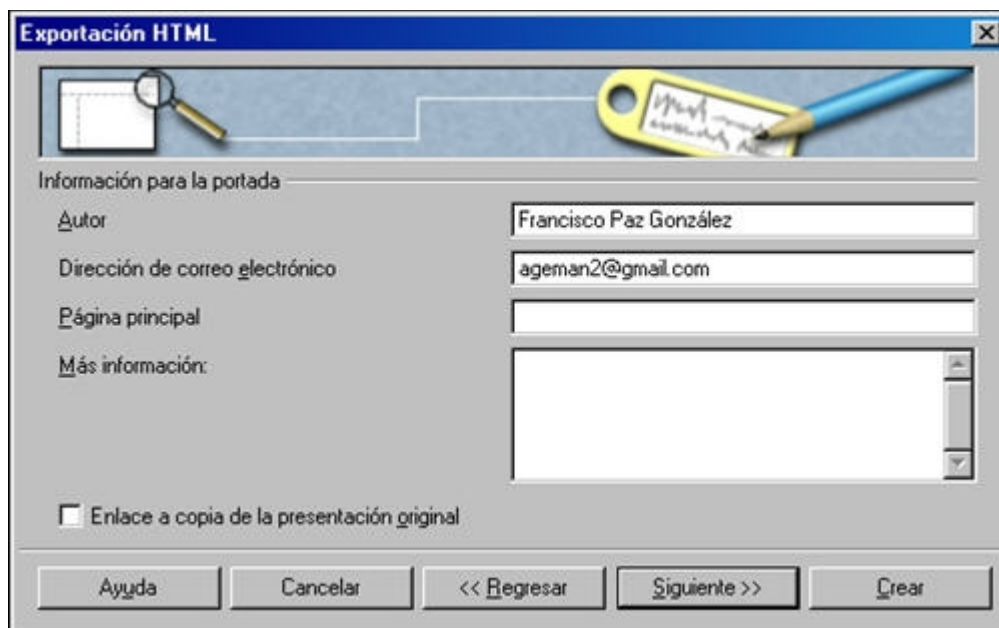 Exportación HTML
Información para la portada
Autor
Francisco Paz González
Dirección de correo electrónico
ageman2@gmail.com
Página principal
Más información:
Enlace a copia de la presentación original
Ayuda
Cancelar
<< Regresar
Siguiente >>
Crear